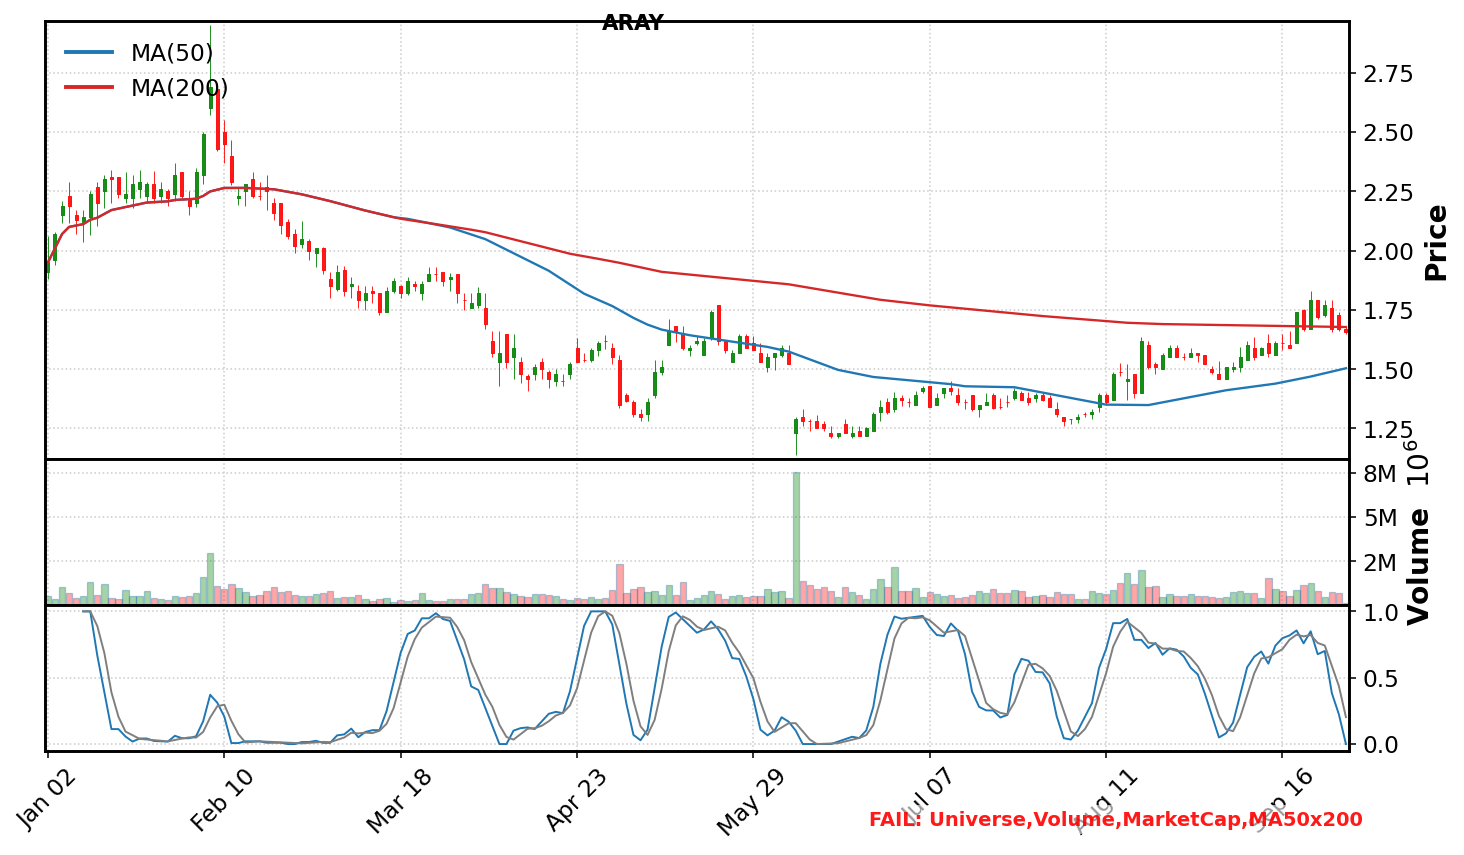 ARAY
MA(50)
MA(200)
2.75
2.50
2.25
2.00
1.75
1.50
1.25
Price
8M
5M
2M
Volume 10^6
1.0
0.5
0.0
Jan 02
Feb 10
Mar 18
Apr 23
May 29
Jul 07
Aug 11
Sep 16
FAIL: Universe,Volume,MarketCap,MA50x200